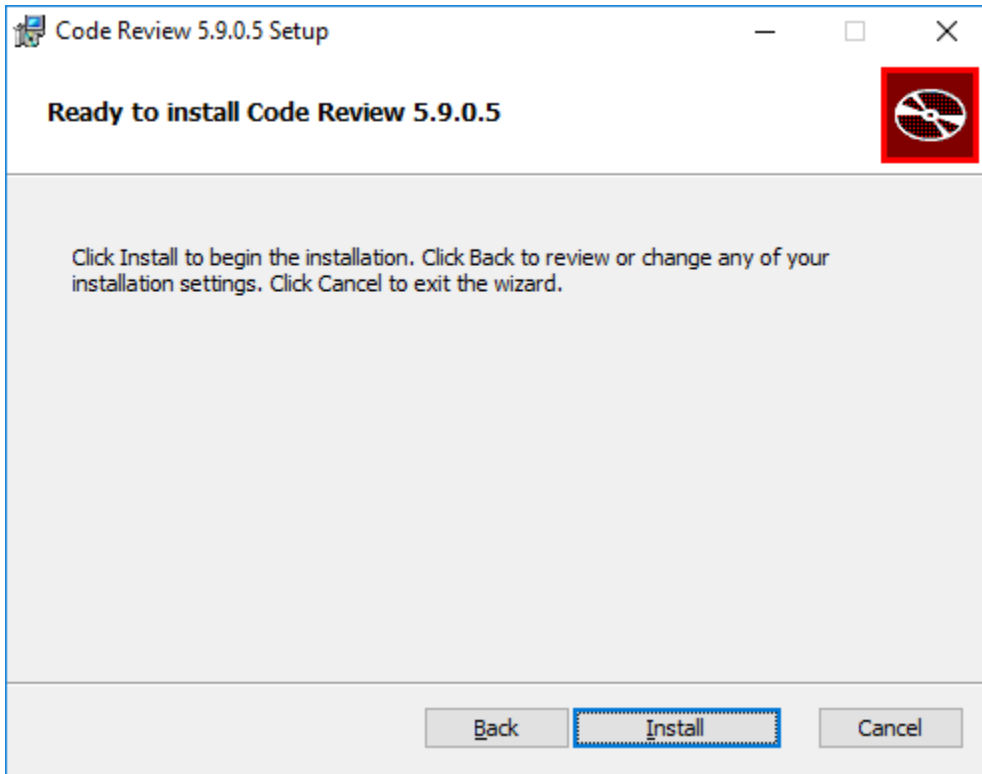 Code Review 5.9.0.5 Setup
Ready to install Code Review 5.9.0.5
Click Install to begin the installation. Click Back to review or change any of your
installation settings. Click Cancel to exit the wizard.
Back Install Cancel